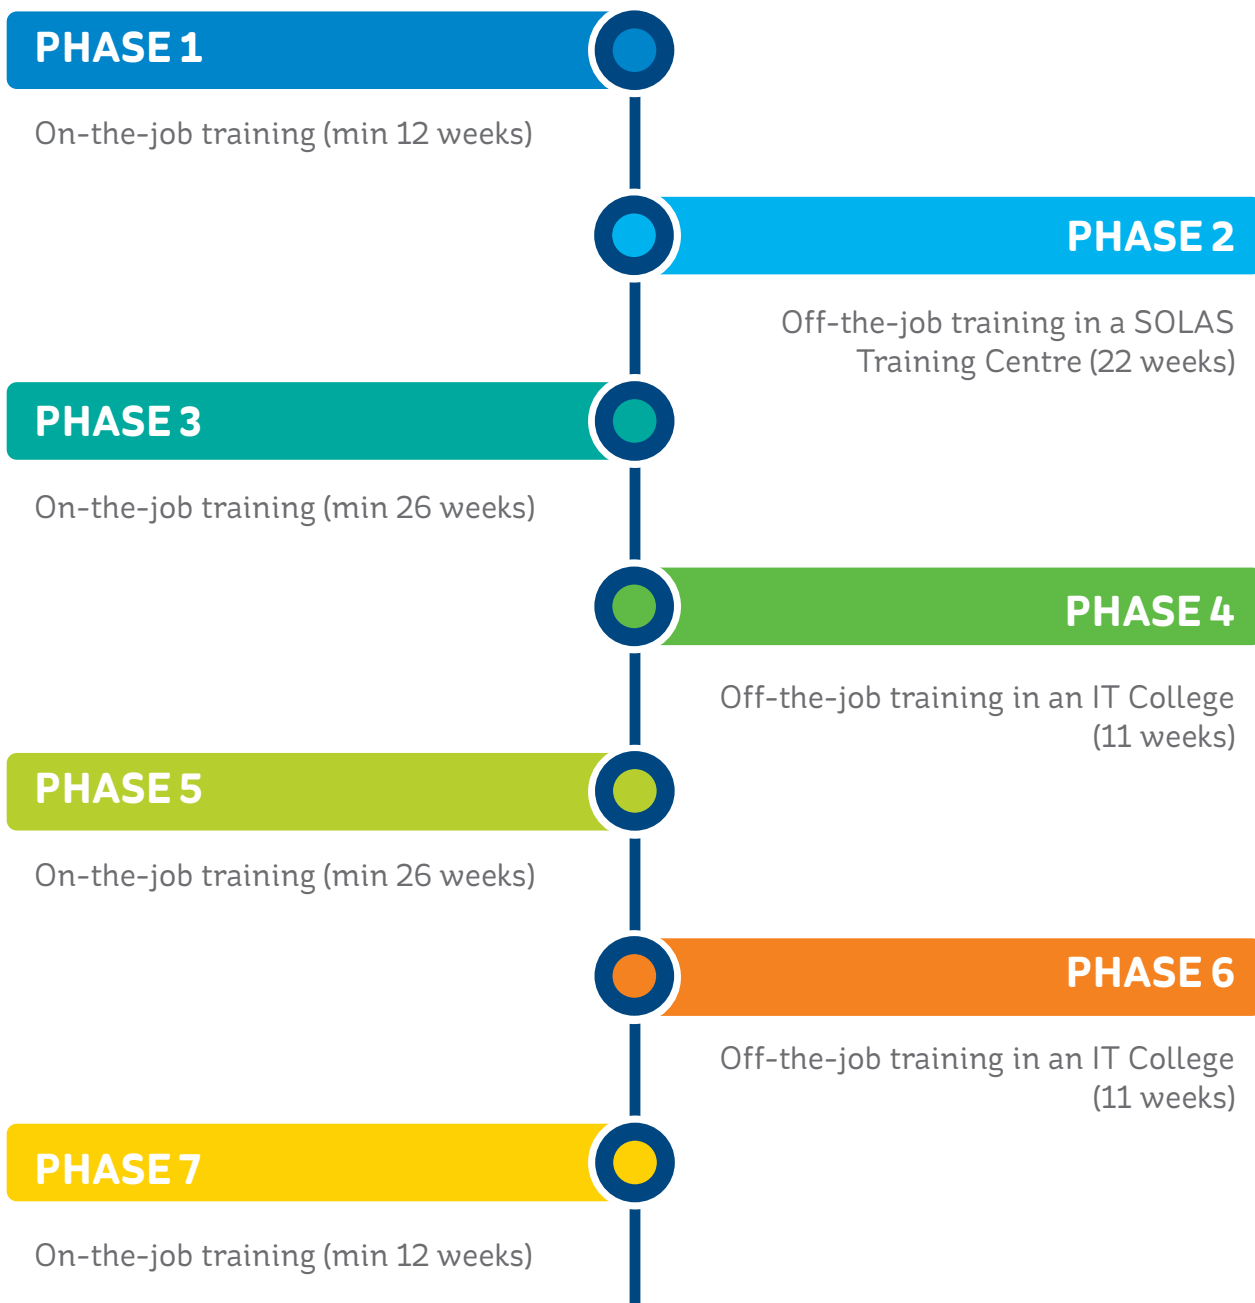 PHASE 1
On-the-job training (min 12 weeks)
PHASE 2
Off-the-job training in a SOLAS
Training Centre (22 weeks)
PHASE 3
On-the-job training (min 26 weeks)
PHASE 4
Off-the-job training in an IT College
(11 weeks)
PHASE 5
On-the-job training (min 26 weeks)
PHASE 6
Off-the-job training in an IT College
(11 weeks)
PHASE 7
On-the-job training (min 12 weeks)